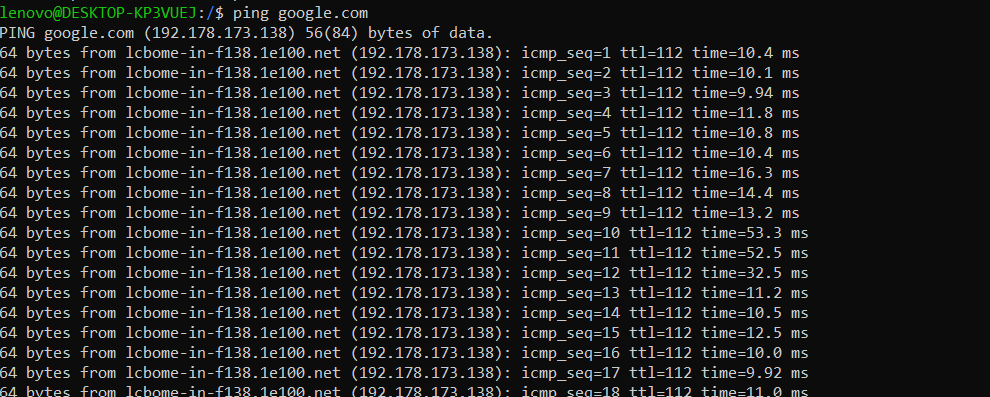 lenovo@DESKTOP-KP3VUEJ:/$ ping google.com
PING google.com (192.178.173.138) 56(84) bytes of data.
64 bytes from lcbome-in-f138.1e100.net (192.178.173.138): icmp_seq=1 ttl=112 time=10.4 ms
64 bytes from lcbome-in-f138.1e100.net (192.178.173.138): icmp_seq=2 ttl=112 time=10.1 ms
64 bytes from lcbome-in-f138.1e100.net (192.178.173.138): icmp_seq=3 ttl=112 time=9.94 ms
64 bytes from lcbome-in-f138.1e100.net (192.178.173.138): icmp_seq=4 ttl=112 time=11.8 ms
64 bytes from lcbome-in-f138.1e100.net (192.178.173.138): icmp_seq=5 ttl=112 time=10.8 ms
64 bytes from lcbome-in-f138.1e100.net (192.178.173.138): icmp_seq=6 ttl=112 time=10.4 ms
64 bytes from lcbome-in-f138.1e100.net (192.178.173.138): icmp_seq=7 ttl=112 time=16.3 ms
64 bytes from lcbome-in-f138.1e100.net (192.178.173.138): icmp_seq=8 ttl=112 time=14.4 ms
64 bytes from lcbome-in-f138.1e100.net (192.178.173.138): icmp_seq=9 ttl=112 time=13.2 ms
64 bytes from lcbome-in-f138.1e100.net (192.178.173.138): icmp_seq=10 ttl=112 time=53.3 ms
64 bytes from lcbome-in-f138.1e100.net (192.178.173.138): icmp_seq=11 ttl=112 time=52.5 ms
64 bytes from lcbome-in-f138.1e100.net (192.178.173.138): icmp_seq=12 ttl=112 time=32.5 ms
64 bytes from lcbome-in-f138.1e100.net (192.178.173.138): icmp_seq=13 ttl=112 time=11.2 ms
64 bytes from lcbome-in-f138.1e100.net (192.178.173.138): icmp_seq=14 ttl=112 time=10.5 ms
64 bytes from lcbome-in-f138.1e100.net (192.178.173.138): icmp_seq=15 ttl=112 time=12.5 ms
64 bytes from lcbome-in-f138.1e100.net (192.178.173.138): icmp_seq=16 ttl=112 time=10.0 ms
64 bytes from lcbome-in-f138.1e100.net (192.178.173.138): icmp_seq=17 ttl=112 time=9.92 ms
64 bytes from lcbome-in-f138.1e100.net (192.178.173.138): icmp_seq=18 ttl=112 time=11.0 ms